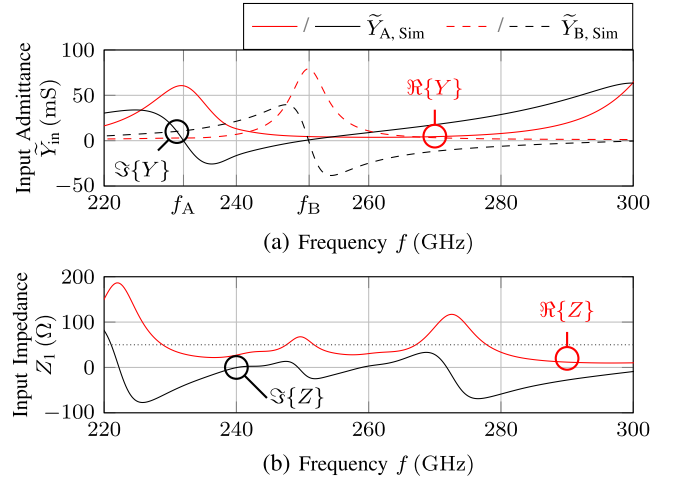 / Ỹ_A, Sim / Ỹ_B, Sim
Input Admittance
Ỹ_in (mS)
100
50
0
−50
ℜ{Y}
ℑ{Y}
220 f_A 240 f_B 260 280 300
(a) Frequency f (GHz)
Input Impedance
Z_1 (Ω)
200
100
0
−100
ℜ{Z}
ℑ{Z}
220 240 260 280 300
(b) Frequency f (GHz)